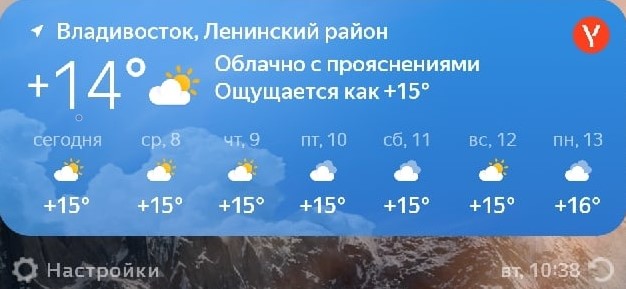 Владивосток, Ленинский район
Y
+14°
Облачно с прояснениями
Ощущается как +15°
сегодня ср, 8 чт, 9 пт, 10 сб, 11 вс, 12 пн, 13
+15° +15° +15° +15° +15° +15° +16°
Настройки вт, 10:38